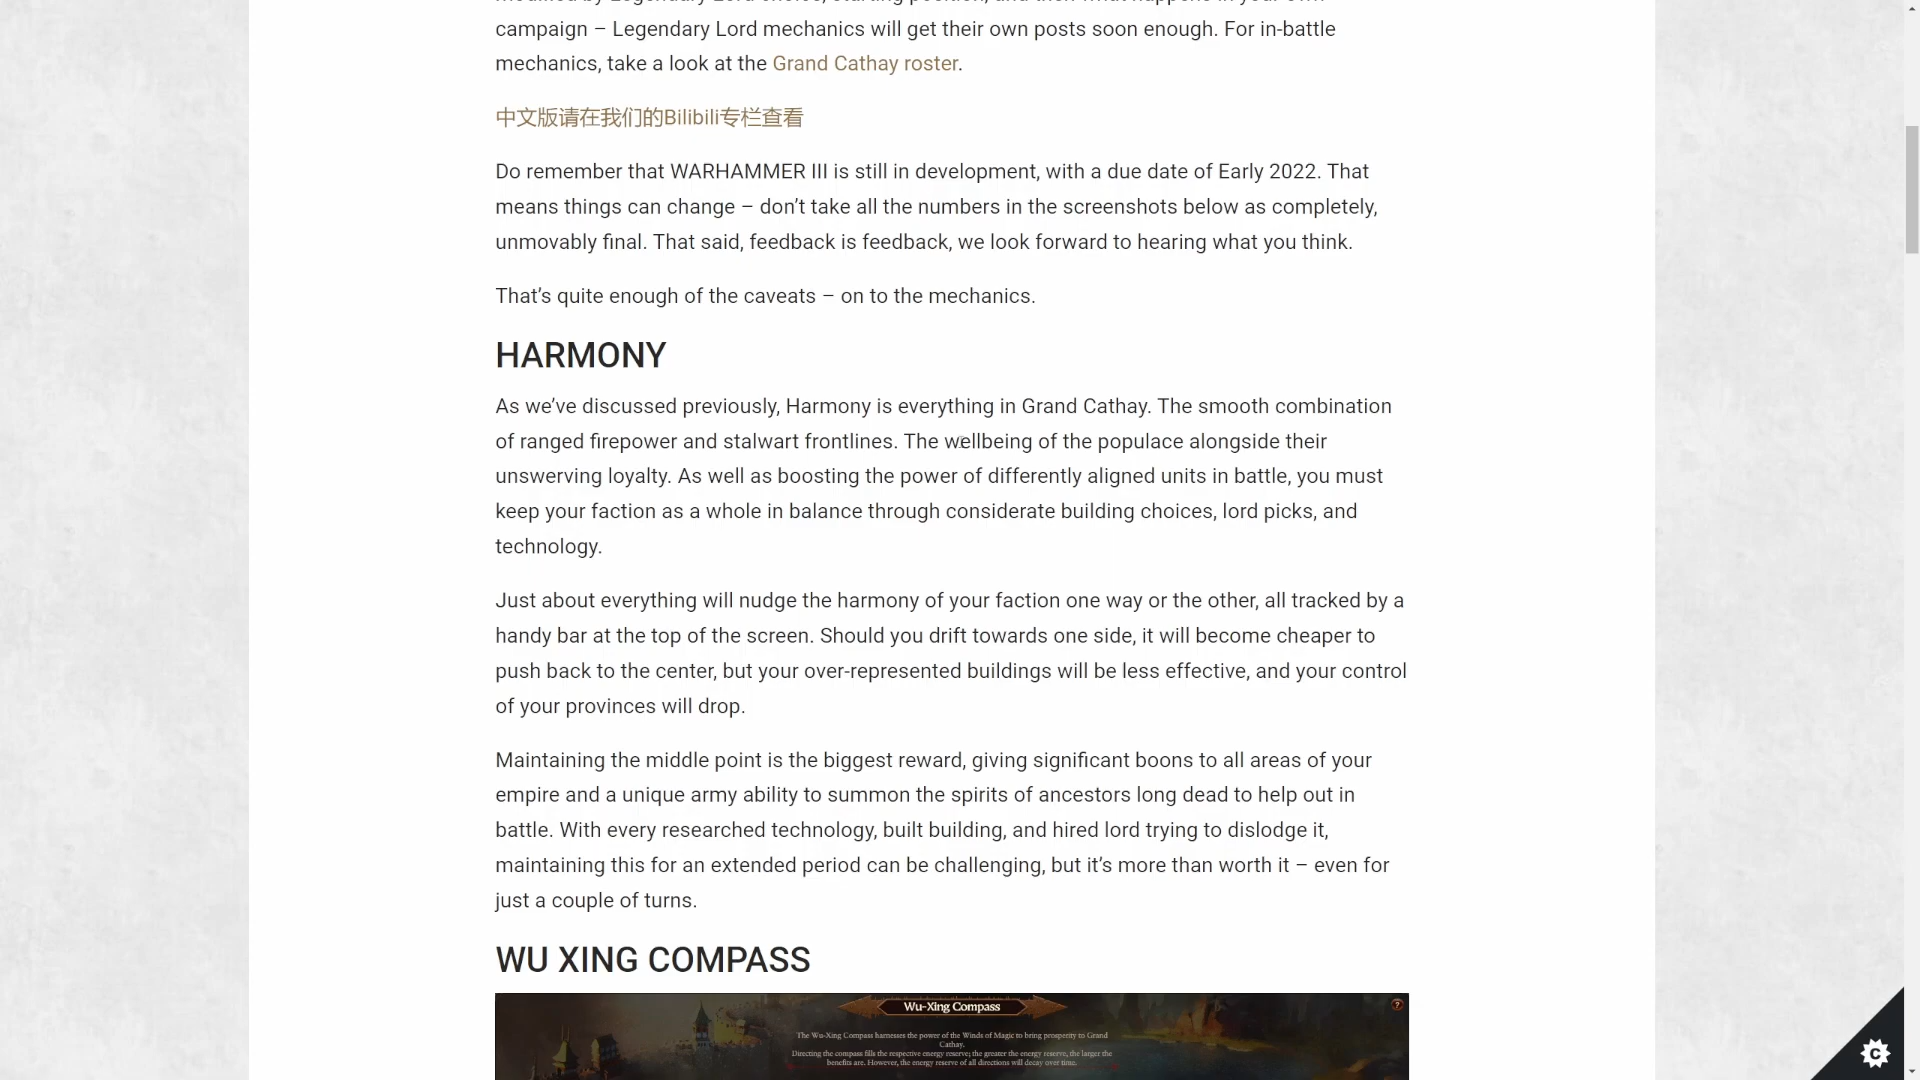 campaign – Legendary Lord mechanics will get their own posts soon enough. For in-battle
mechanics, take a look at the Grand Cathay roster.
中文版请在我们的Bilibili专栏查看
Do remember that WARHAMMER III is still in development, with a due date of Early 2022. That
means things can change – don’t take all the numbers in the screenshots below as completely,
unmovably final. That said, feedback is feedback, we look forward to hearing what you think.
That’s quite enough of the caveats – on to the mechanics.
HARMONY
As we’ve discussed previously, Harmony is everything in Grand Cathay. The smooth combination
of ranged firepower and stalwart frontlines. The wellbeing of the populace alongside their
unswerving loyalty. As well as boosting the power of differently aligned units in battle, you must
keep your faction as a whole in balance through considerate building choices, lord picks, and
technology.
Just about everything will nudge the harmony of your faction one way or the other, all tracked by a
handy bar at the top of the screen. Should you drift towards one side, it will become cheaper to
push back to the center, but your over-represented buildings will be less effective, and your control
of your provinces will drop.
Maintaining the middle point is the biggest reward, giving significant boons to all areas of your
empire and a unique army ability to summon the spirits of ancestors long dead to help out in
battle. With every researched technology, built building, and hired lord trying to dislodge it,
maintaining this for an extended period can be challenging, but it’s more than worth it – even for
just a couple of turns.
WU XING COMPASS
Wu-Xing Compass
?
The Wu-Xing Compass harnesses the power of the Winds of Magic to bring prosperity to Grand
Cathay.
Directing the compass fills the respective energy reserve; the greater the energy reserve, the larger the
benefits are. However, the energy reserve of all directions will decay over time.